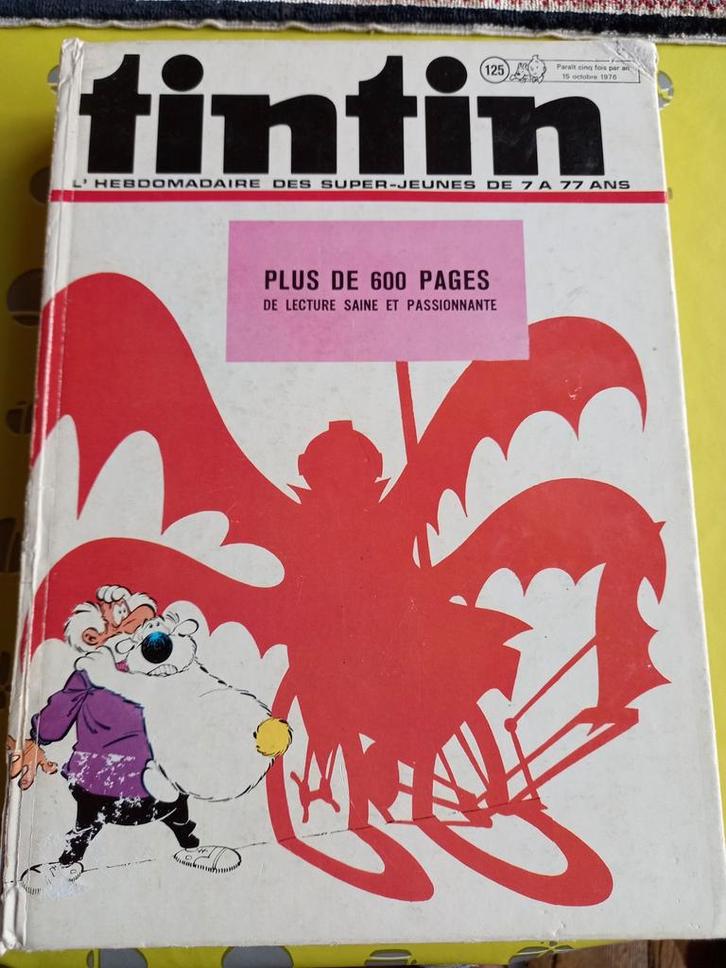 tintin
125
Paraît cinq fois par an
15 octobre 1976
L'HEBDOMADAIRE DES SUPER-JEUNES DE 7 A 77 ANS
PLUS DE 600 PAGES
DE LECTURE SAINE ET PASSIONNANTE